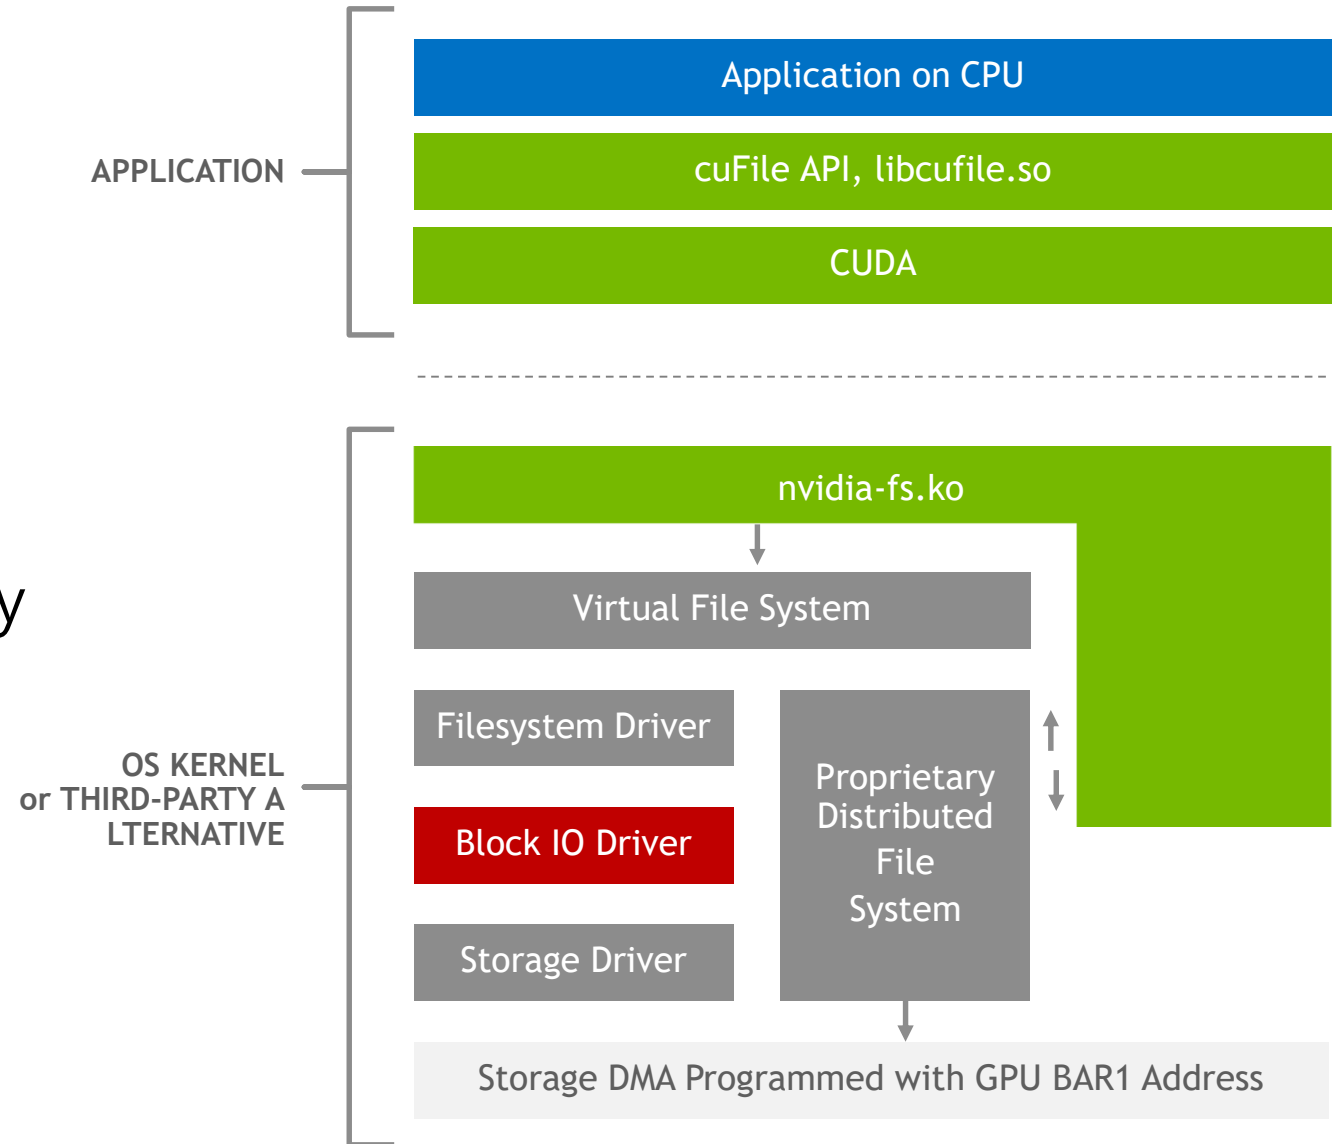 Application on CPU
APPLICATION
cuFile API, libcufile.so
CUDA
nvidia-fs.ko
y
Virtual File System
OS KERNEL
or THIRD-PARTY A
LTERNATIVE
Filesystem Driver
Block IO Driver
Storage Driver
Proprietary
Distributed
File
System
Storage DMA Programmed with GPU BAR1 Address